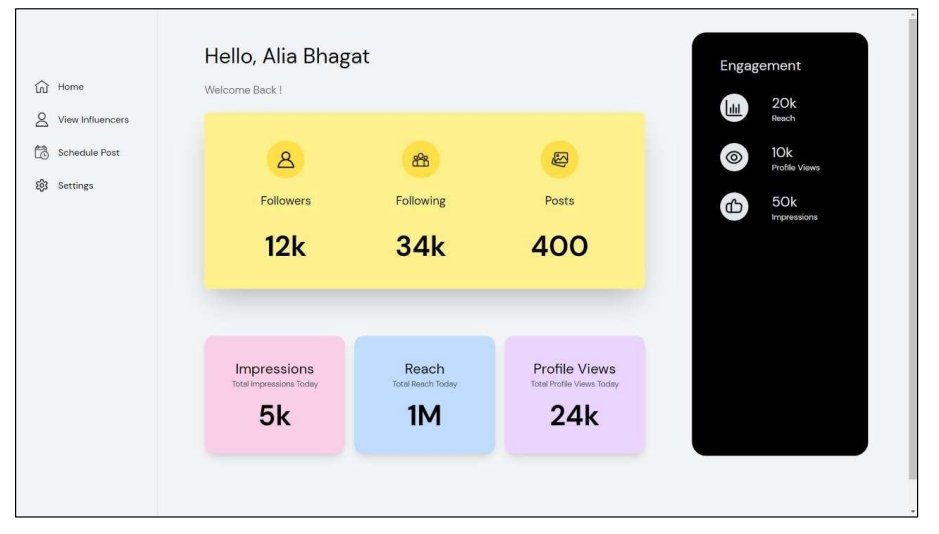 Home
View Influencers
Schedule Post
Settings
Hello, Alia Bhagat
Welcome Back !
Followers
Following
Posts
12k
34k
400
Impressions
Total Impressions Today
5k
Reach
Total Reach Today
1M
Profile Views
Total Profile Views Today
24k
Engagement
20k
Reach
10k
Profile Views
50k
Impressions